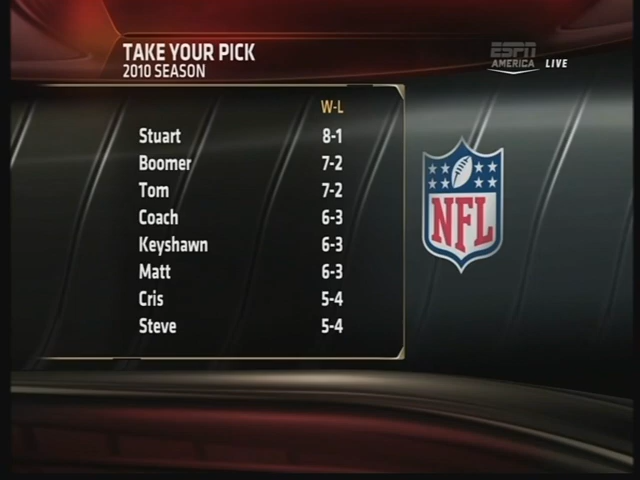 TAKE YOUR PICK
2010 SEASON
ESPN
AMERICA LIVE
W-L
Stuart 8-1
Boomer 7-2
Tom 7-2
Coach 6-3
Keyshawn 6-3
Matt 6-3
Cris 5-4
Steve 5-4
NFL